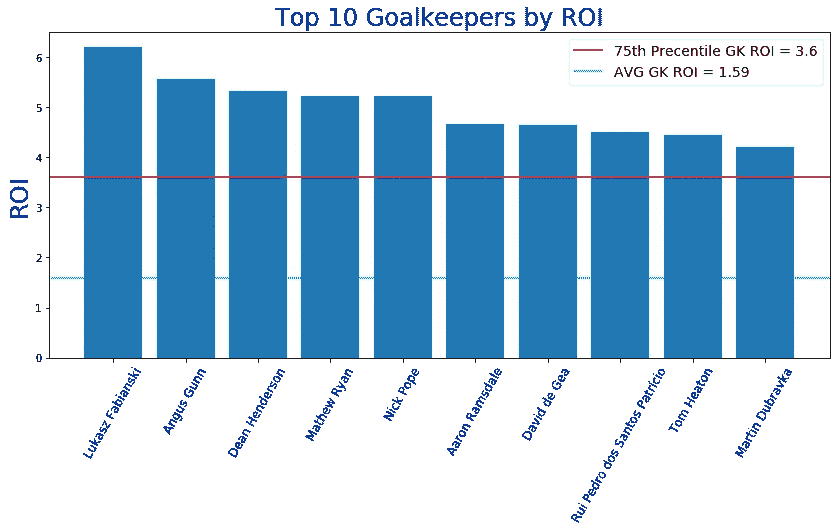 Top 10 Goalkeepers by ROI
75th Precentile GK ROI = 3.6
AVG GK ROI = 1.59
ROI
6
5
4
3
2
1
0
Lukasz Fabianski
Angus Gunn
Dean Henderson
Mathew Ryan
Nick Pope
Aaron Ramsdale
David de Gea
Rui Pedro dos Santos Patrício
Tom Heaton
Martin Dubravka